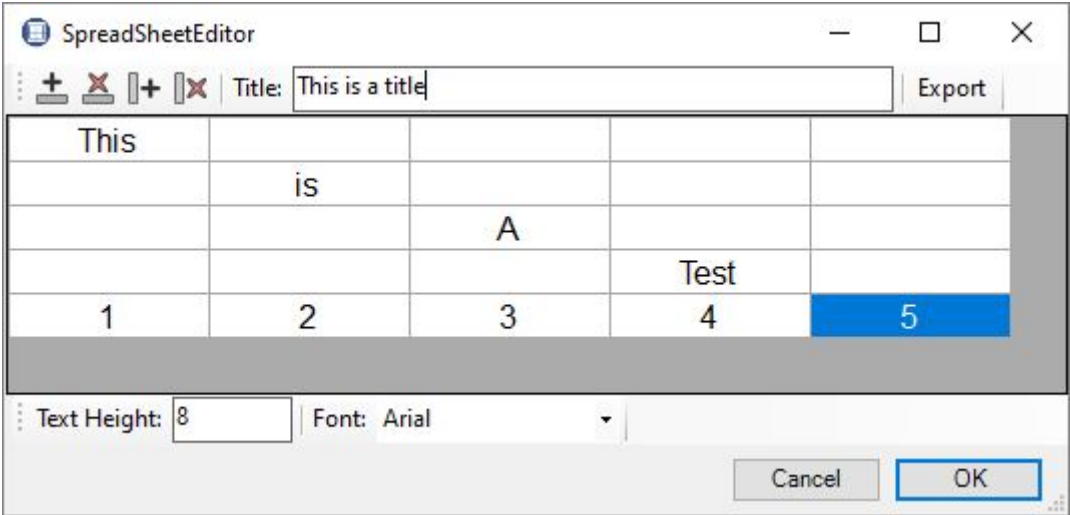 SpreadSheetEditor
Title: This is a title Export
This
is
A
Test
1 2 3 4 5
Text Height: 8 Font: Arial
Cancel OK